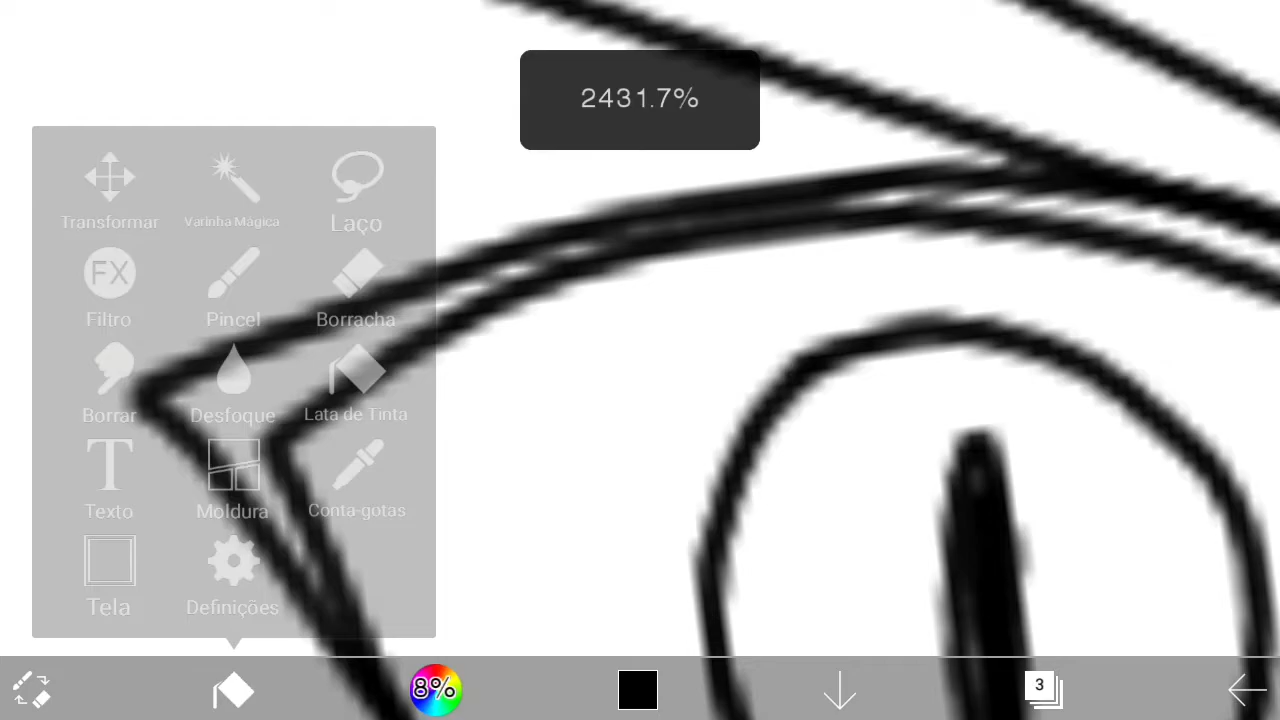 2431.7%
Transformar
Varinha Mágica
Laço
FX
Filtro
Pincel
Borracha
Borrar
Desfoque
Lata de Tinta
T
Texto
Moldura
Conta-gotas
Tela
Definições
8%
3